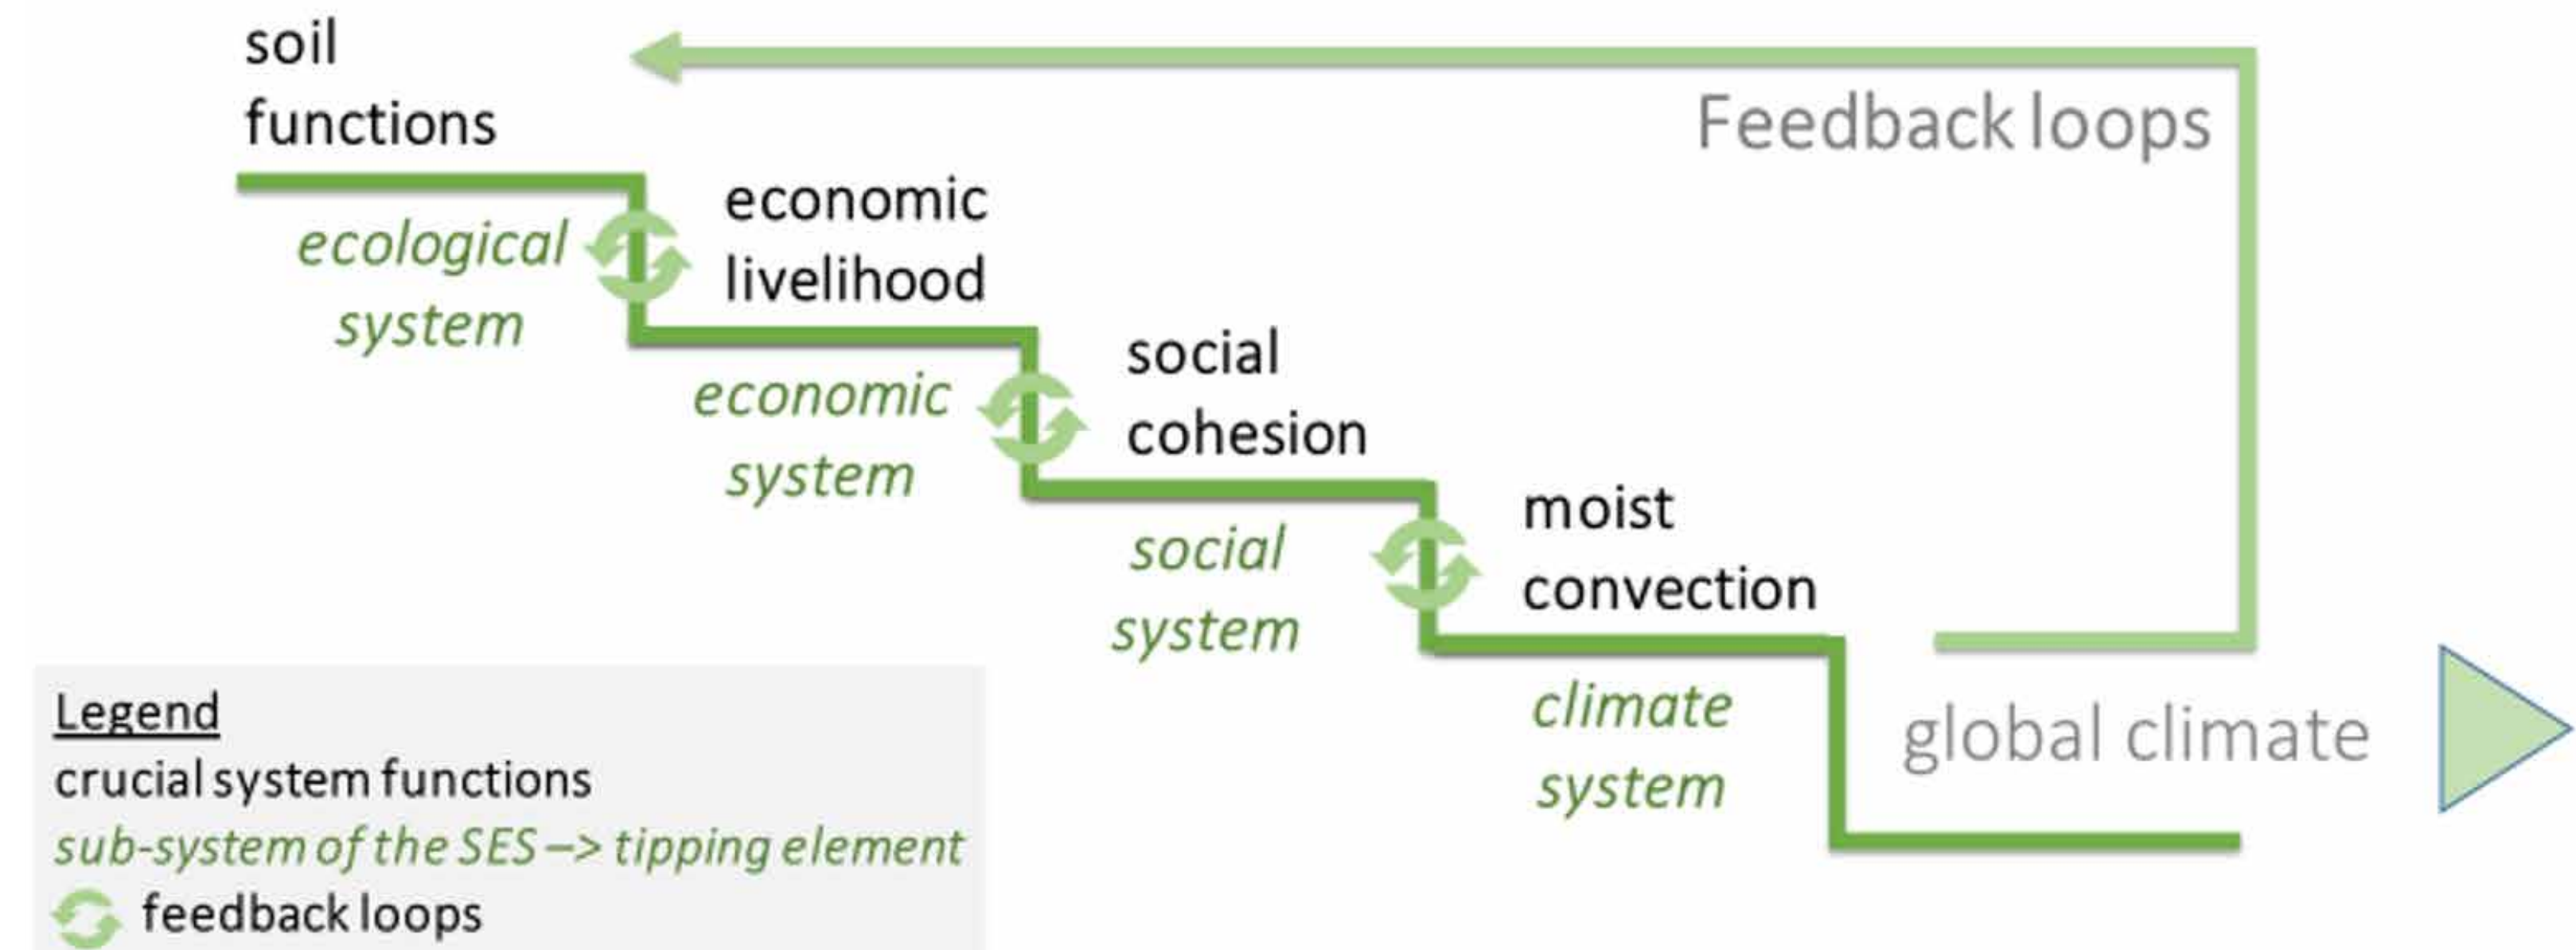 soil
functions
Feedback loops
ecological
system
economic
livelihood
economic
system
social
cohesion
social
system
moist
convection
climate
system
global climate
Legend
crucial system functions
sub-system of the SES –> tipping element
feedback loops